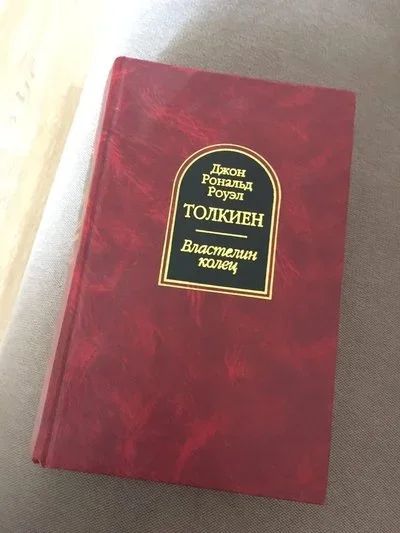 Джон
Рональд
Роуэл
ТОЛКИЕН
Властелин
колец